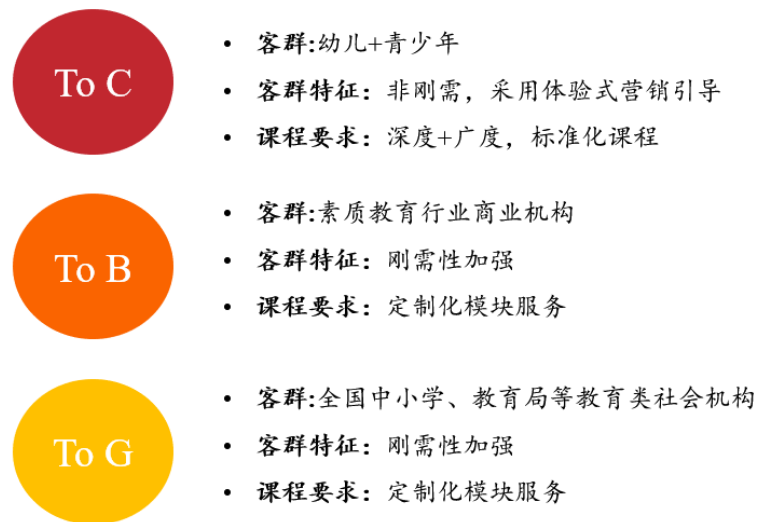 To C
• 客群:幼儿+青少年
• 客群特征：非刚需，采用体验式营销引导
• 课程要求：深度+广度，标准化课程
To B
• 客群:素质教育行业商业机构
• 客群特征：刚需性加强
• 课程要求：定制化模块服务
To G
• 客群:全国中小学、教育局等教育类社会机构
• 客群特征：刚需性加强
• 课程要求：定制化模块服务